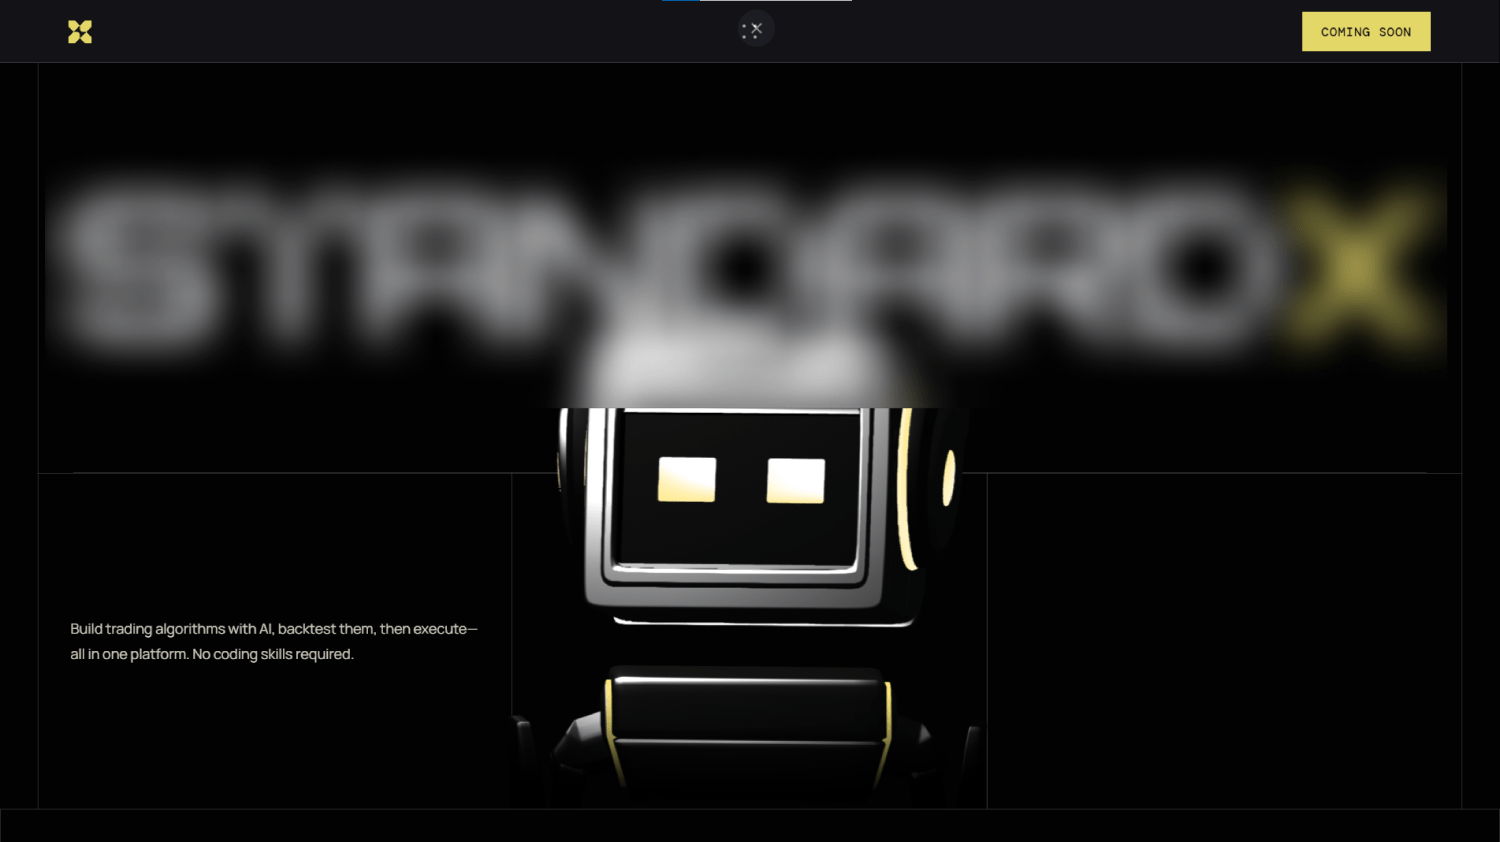 COMING SOON
STANDARDX
Build trading algorithms with AI, backtest them, then execute—
all in one platform. No coding skills required.